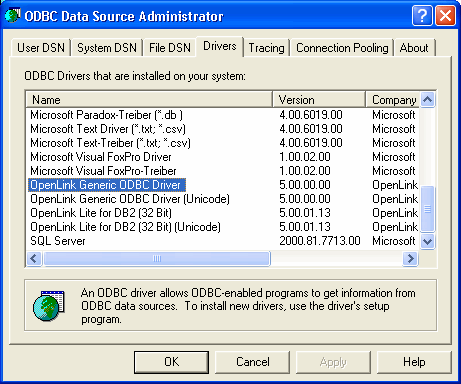 ODBC Data Source Administrator
User DSN System DSN File DSN Drivers Tracing Connection Pooling About
ODBC Drivers that are installed on your system:
Name Version Company
Microsoft Paradox-Treiber (*.db ) 4.00.6019.00 Microsoft
Microsoft Text Driver (*.txt; *.csv) 4.00.6019.00 Microsoft
Microsoft Text-Treiber (*.txt; *.csv) 4.00.6019.00 Microsoft
Microsoft Visual FoxPro Driver 1.00.02.00 Microsoft
Microsoft Visual FoxPro-Treiber 1.00.02.00 Microsoft
OpenLink Generic ODBC Driver 5.00.00.00 OpenLink
OpenLink Generic ODBC Driver (Unicode) 5.00.00.00 OpenLink
OpenLink Lite for DB2 (32 Bit) 5.00.01.13 OpenLink
OpenLink Lite for DB2 (32 Bit) (Unicode) 5.00.01.13 OpenLink
SQL Server 2000.81.7713.00 Microsoft
An ODBC driver allows ODBC-enabled programs to get information from
ODBC data sources. To install new drivers, use the driver's setup
program.
OK Cancel Apply Help